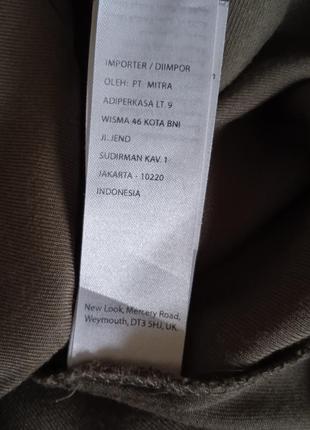 IMPORTER / DIIMPOR
OLEH: PT. MITRA
ADIPERKASA LT. 9
WISMA 46 KOTA BNI
JI. JEND
SUDIRMAN KAV. 1
JAKARTA - 10220
INDONESIA
New Look, Mercery Road,
Weymouth, DT3 5HJ, UK